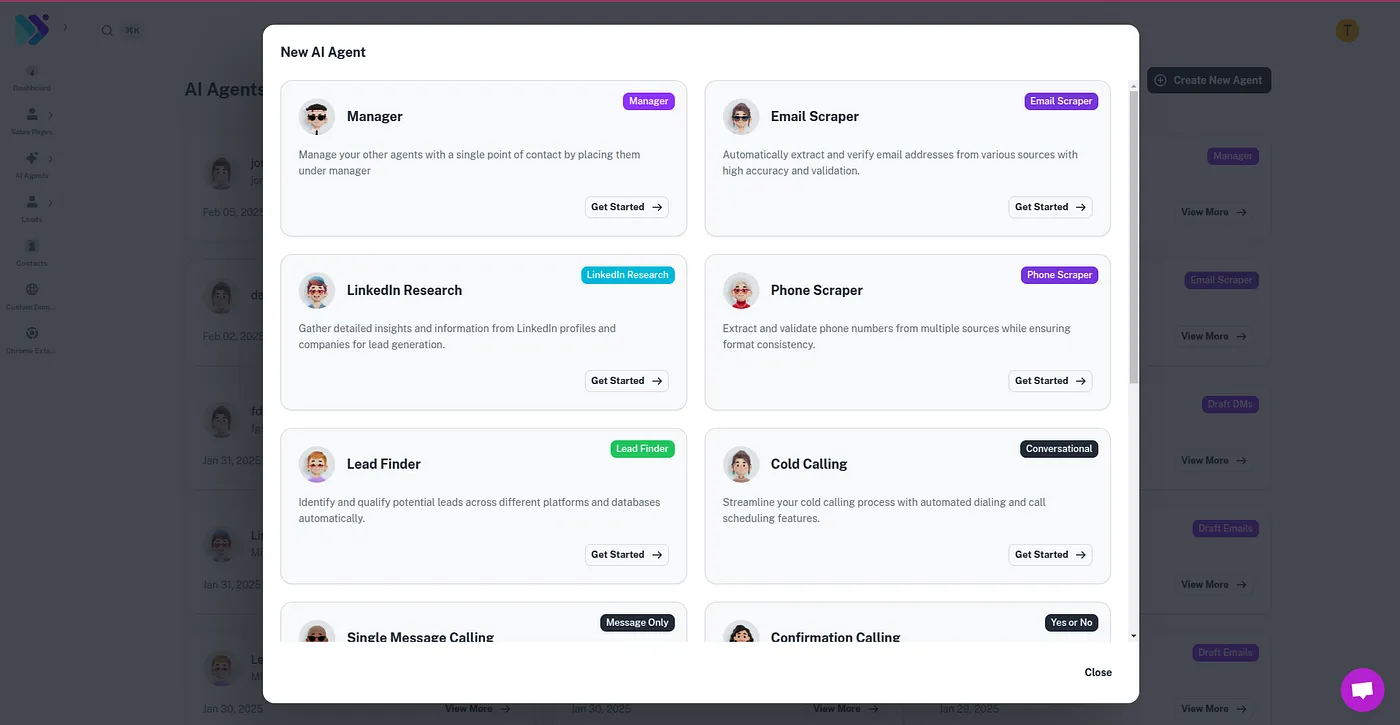 ⌘K
T
Dashboard
Sales Pages
AI Agents
Leads
Contacts
Custom Dom...
Chrome Exte...
AI Agents
Create New Agent
New AI Agent
Manager
Manager
Manage your other agents with a single point of contact by placing them
under manager
Get Started
Email Scraper
Email Scraper
Automatically extract and verify email addresses from various sources with
high accuracy and validation.
Get Started
LinkedIn Research
LinkedIn Research
Gather detailed insights and information from LinkedIn profiles and
companies for lead generation.
Get Started
Phone Scraper
Phone Scraper
Extract and validate phone numbers from multiple sources while ensuring
format consistency.
Get Started
Lead Finder
Lead Finder
Identify and qualify potential leads across different platforms and databases
automatically.
Get Started
Conversational
Cold Calling
Streamline your cold calling process with automated dialing and call
scheduling features.
Get Started
Message Only
Single Message Calling
Yes or No
Confirmation Calling
Close
Feb 05, 2025
Manager
View More
Feb 02, 2025
Email Scraper
View More
Jan 31, 2025
Draft DMs
View More
Jan 31, 2025
Draft Emails
View More
Draft Emails
Jan 30, 2025
View More
Jan 30, 2025
View More
Jan 29, 2025
View More